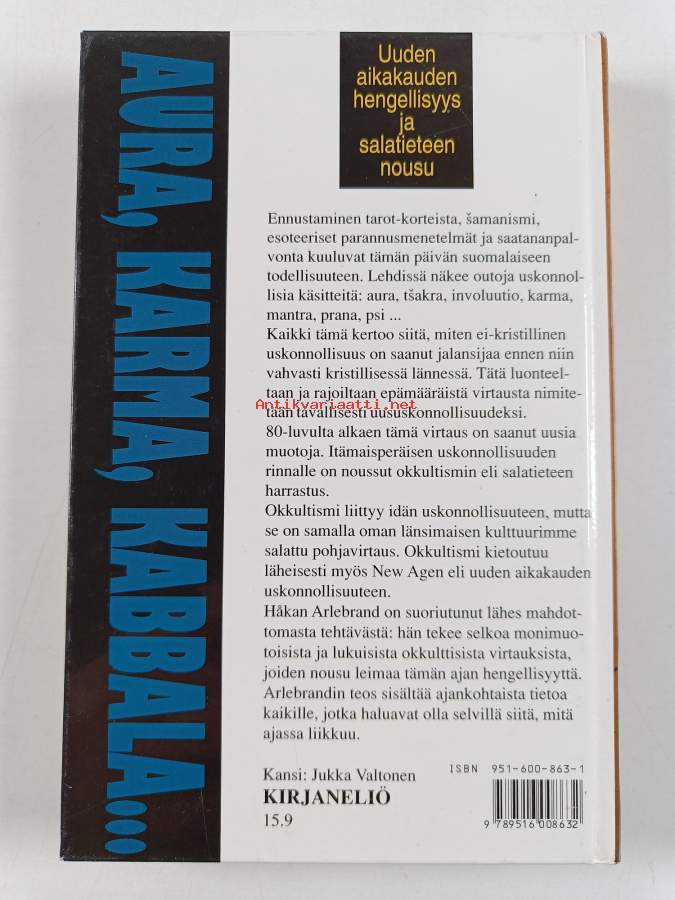 AURA, KARMA, KABBALA...
Uuden
aikakauden
hengellisyys
ja
salatieteen
nousu
Ennustaminen tarot-korteista, šamanismi,
esoteeriset parannusmenetelmät ja saatananpal-
vonta kuuluvat tämän päivän suomalaiseen
todellisuuteen. Lehdissä näkee outoja uskonnol-
lisia käsitteitä: aura, tšakra, involuutio, karma,
mantra, prana, psi ...
Kaikki tämä kertoo siitä, miten ei-kristillinen
uskonnollisuus on saanut jalansijaa ennen niin
vahvasti kristillisessä lännessä. Tätä luonteel-
taan ja rajoiltaan epämääräistä virtausta nimite-
Antikvariaatti.net
tään tavallisesti uususkonnollisuudeksi.
80-luvulta alkaen tämä virtaus on saanut uusia
muotoja. Itämaisperäisen uskonnollisuuden
rinnalle on noussut okkultismin eli salatieteen
harrastus.
Okkultismi liittyy idän uskonnollisuuteen, mutta
se on samalla oman länsimaisen kulttuurimme
salattu pohjavirtaus. Okkultismi kietoutuu
läheisesti myös New Agen eli uuden aikakauden
uskonnollisuuteen.
Håkan Arlebrand on suoriutunut lähes mahdot-
tomasta tehtävästä: hän tekee selkoa monimuo-
toisista ja lukuisista okkulttisista virtauksista,
joiden nousu leimaa tämän ajan hengellisyyttä.
Arlebrandin teos sisältää ajankohtaista tietoa
kaikille, jotka haluavat olla selvillä siitä, mitä
ajassa liikkuu.
Kansi: Jukka Valtonen
KIRJANELIÖ
15.9
ISBN 951-600-863-1
9 789516 008632